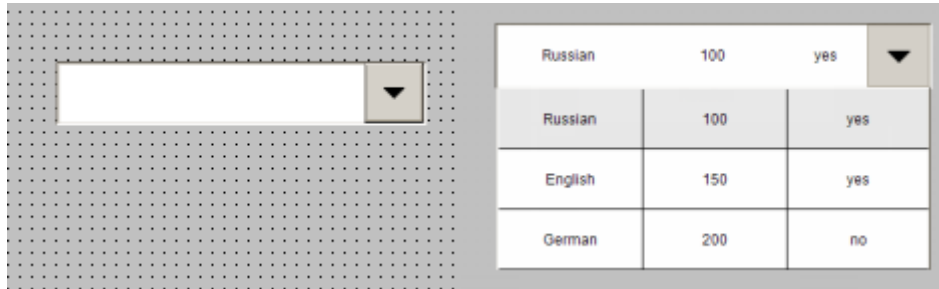 Russian 100 yes
Russian 100 yes
English 150 yes
German 200 no